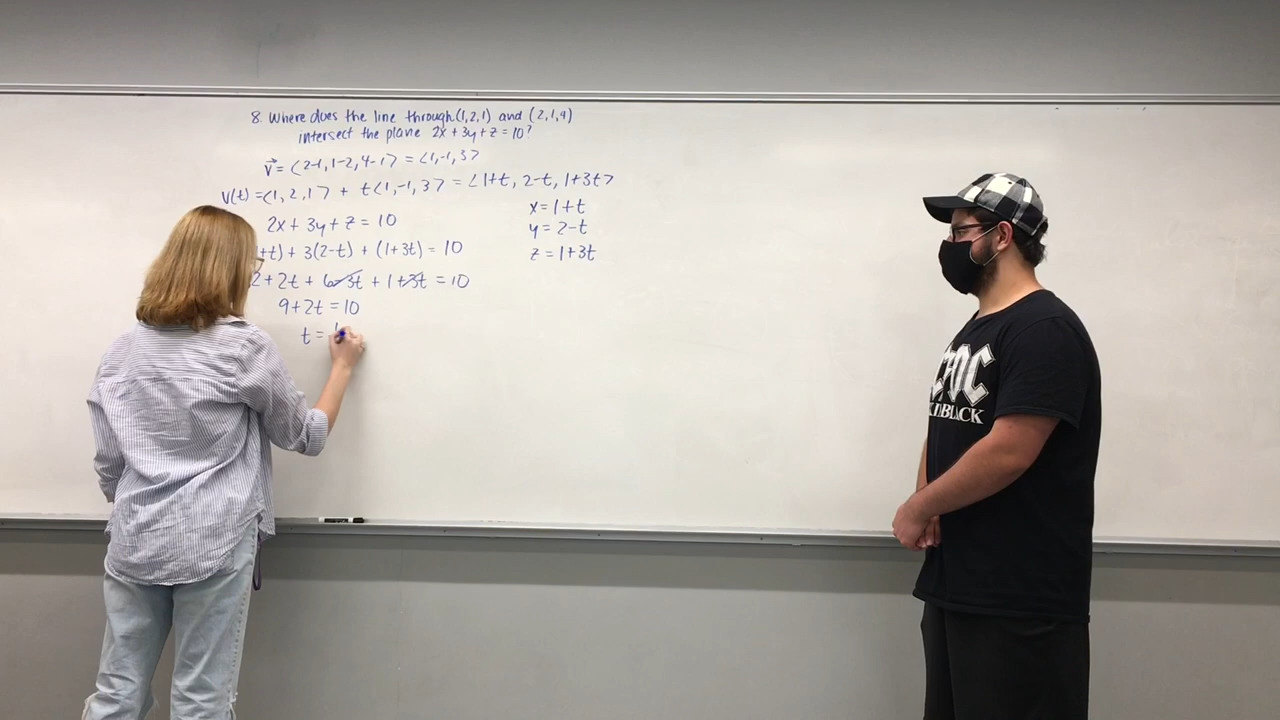 8. Where does the line through (1,2,1) and (2,1,4)
intersect the plane 2x + 3y + z = 10?
v⃗ = ⟨2-1, 1-2, 4-1⟩ = ⟨1,-1,3⟩
v(t) = ⟨1, 2, 1⟩ + t⟨1,-1, 3⟩ = ⟨1+t, 2-t, 1+3t⟩
x = 1+t
y = 2-t
z = 1+3t
2x + 3y + z = 10
+t) + 3(2-t) + (1+3t) = 10
2 + 2t + 6-3t + 1+3t = 10
9+2t = 10
t =